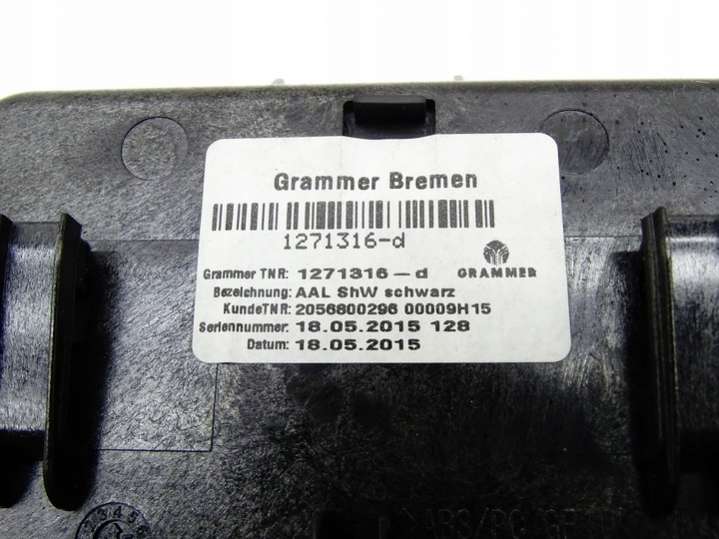 Grammer Bremen
1271316-d
Grammer TNR: 1271316-d GRAMMER
Bezeichnung: AAL ShW schwarz
KundeTNR: 2056800296 00009H15
Seriennummer: 18.05.2015 128
Datum: 18.05.2015
23456